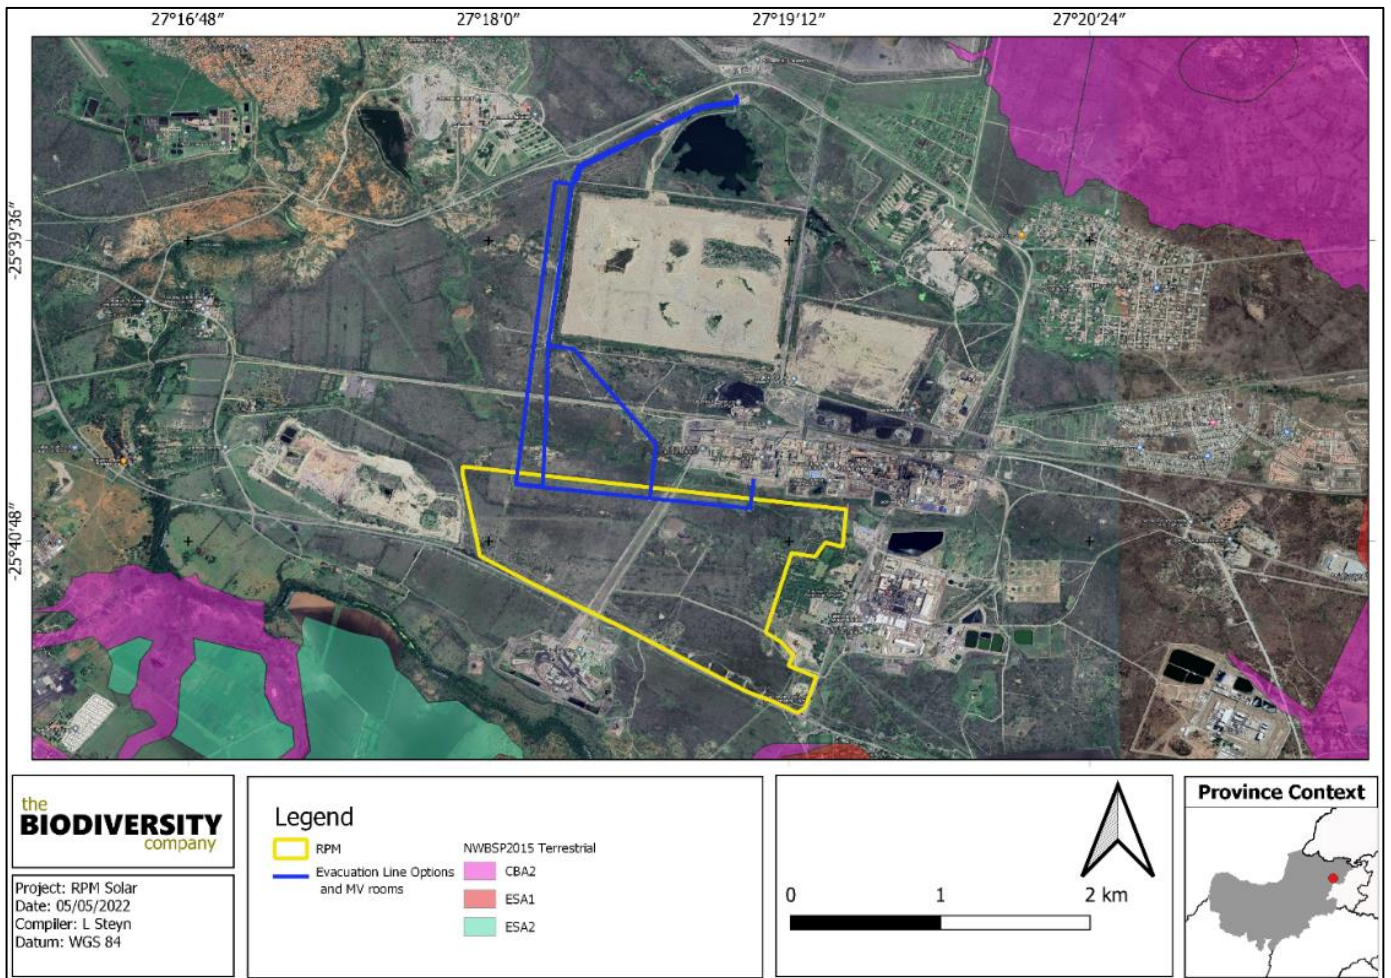 27°16′48″ 27°18′0″ 27°19′12″ 27°20′24″
-25°39′36″
-25°40′48″
the
BIODIVERSITY
company
Project: RPM Solar
Date: 05/05/2022
Compiler: L Steyn
Datum: WGS 84
Legend
RPM
Evacuation Line Options
and MV rooms
NWBSP2015 Terrestrial
CBA2
ESA1
ESA2
0 1 2 km
Province Context